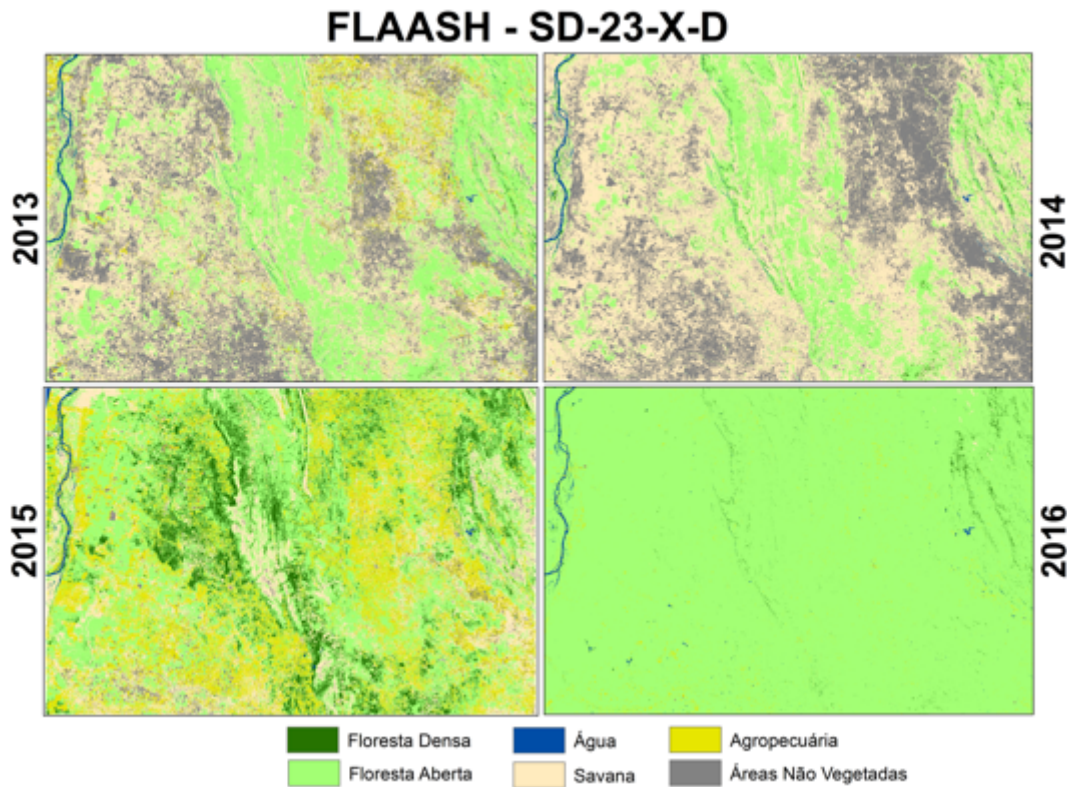 FLAASH - SD-23-X-D
2013
2014
2015
2016
Floresta Densa
Água
Agropecuária
Floresta Aberta
Savana
Áreas Não Vegetadas